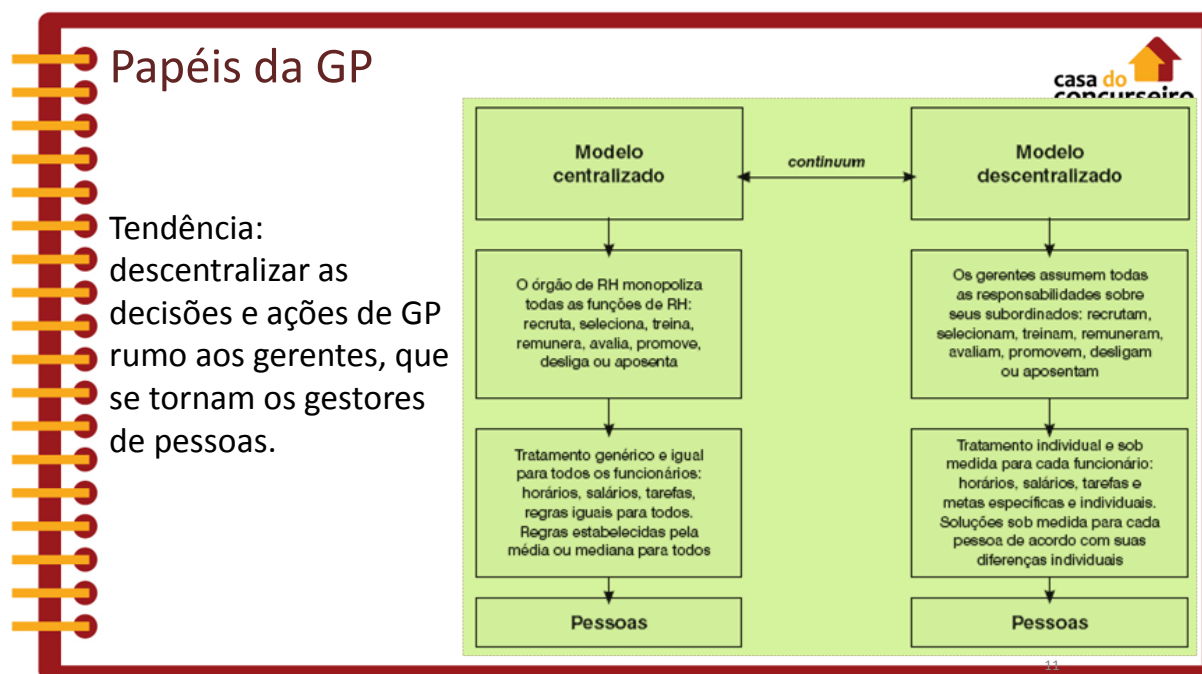 Papéis da GP
casa do
concurseiro
Tendência:
descentralizar as
decisões e ações de GP
rumo aos gerentes, que
se tornam os gestores
de pessoas.
Modelo
centralizado
continuum
Modelo
descentralizado
O órgão de RH monopoliza
todas as funções de RH:
recruta, seleciona, treina,
remunera, avalia, promove,
desliga ou aposenta
Os gerentes assumem todas
as responsabilidades sobre
seus subordinados: recrutam,
selecionam, treinam, remuneram,
avaliam, promovem, desligam
ou aposentam
Tratamento genérico e igual
para todos os funcionários:
horários, salários, tarefas,
regras iguais para todos.
Regras estabelecidas pela
média ou mediana para todos
Tratamento individual e sob
medida para cada funcionário:
horários, salários, tarefas e
metas específicas e individuais.
Soluções sob medida para cada
pessoa de acordo com suas
diferenças individuais
Pessoas
Pessoas
11